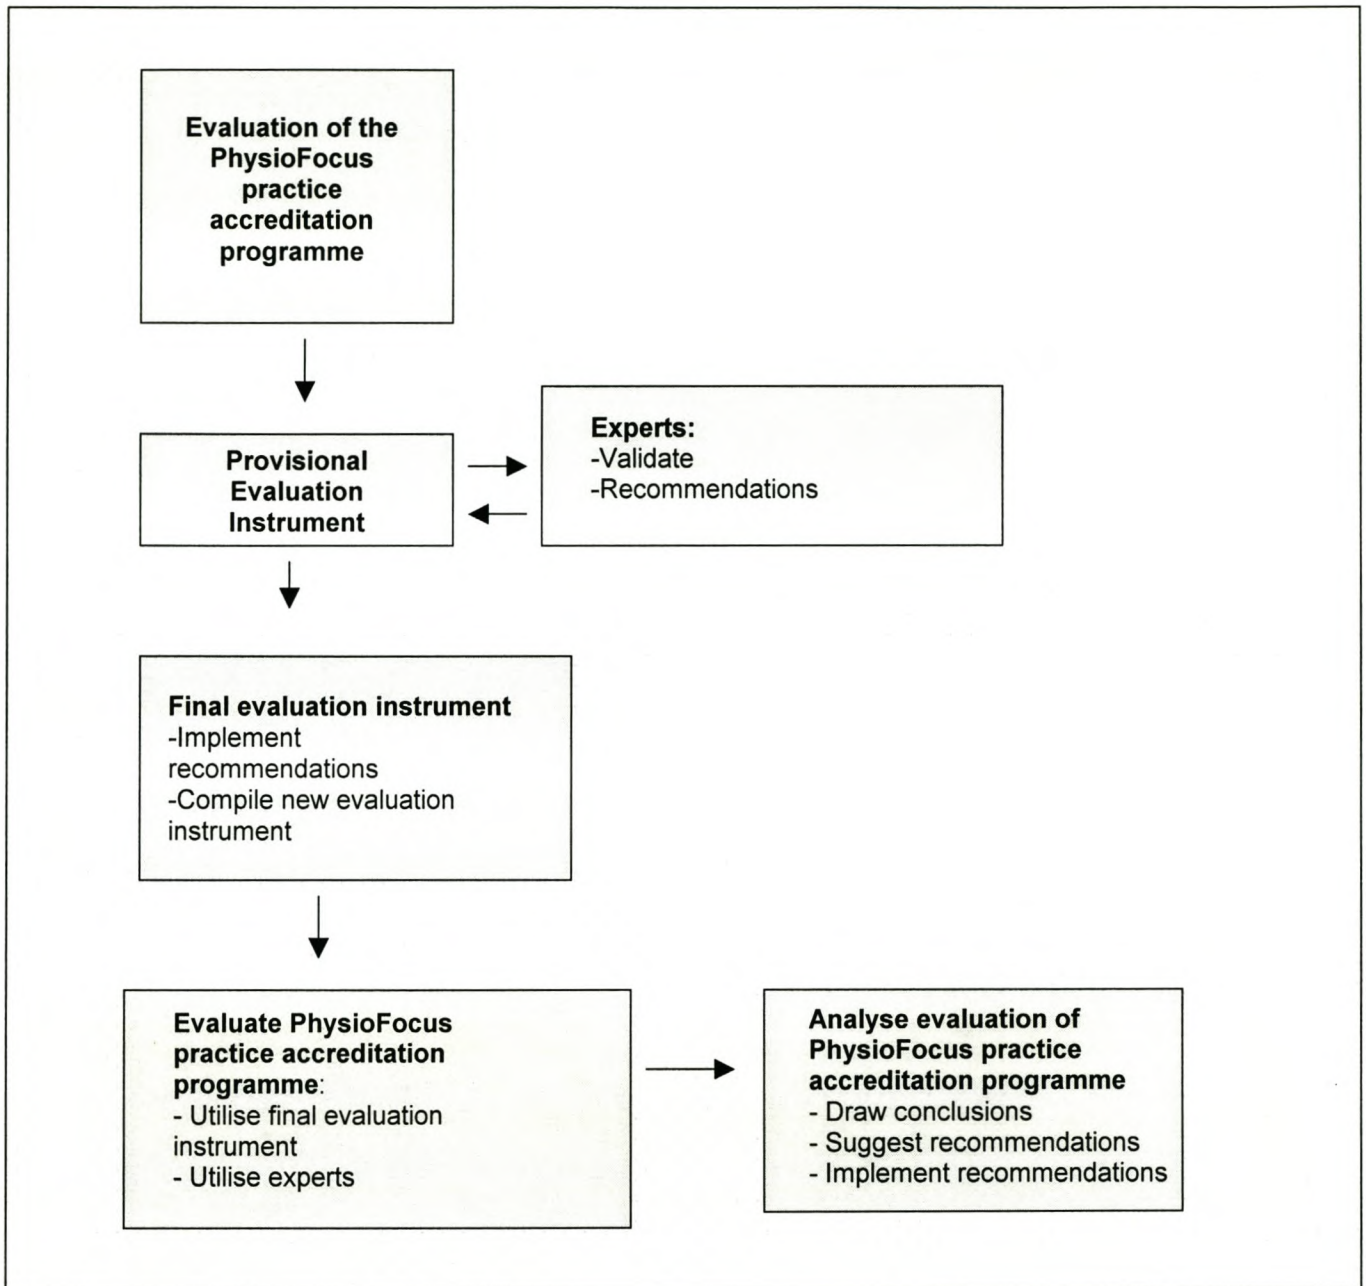 Evaluation of the
PhysioFocus
practice
accreditation
programme
Provisional
Evaluation
Instrument
Experts:
-Validate
-Recommendations
Final evaluation instrument
-Implement
recommendations
-Compile new evaluation
instrument
Evaluate PhysioFocus
practice accreditation
programme:
- Utilise final evaluation
instrument
- Utilise experts
Analyse evaluation of
PhysioFocus practice
accreditation programme
- Draw conclusions
- Suggest recommendations
- Implement recommendations